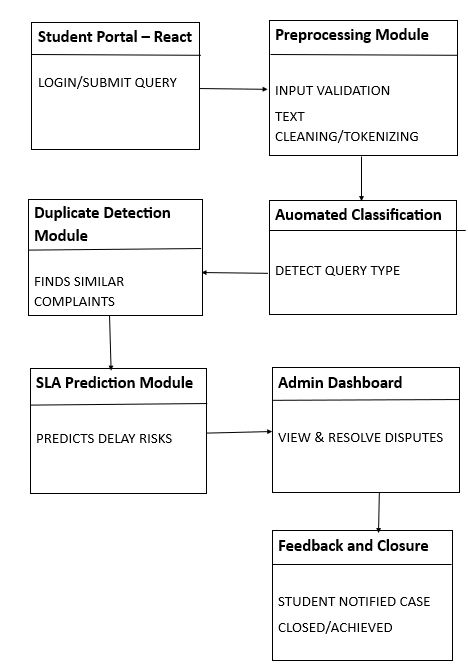 Student Portal – React
LOGIN/SUBMIT QUERY
Preprocessing Module
INPUT VALIDATION
TEXT
CLEANING/TOKENIZING
Auomated Classification
DETECT QUERY TYPE
Duplicate Detection
Module
FINDS SIMILAR
COMPLAINTS
SLA Prediction Module
PREDICTS DELAY RISKS
Admin Dashboard
VIEW & RESOLVE DISPUTES
Feedback and Closure
STUDENT NOTIFIED CASE
CLOSED/ACHIEVED